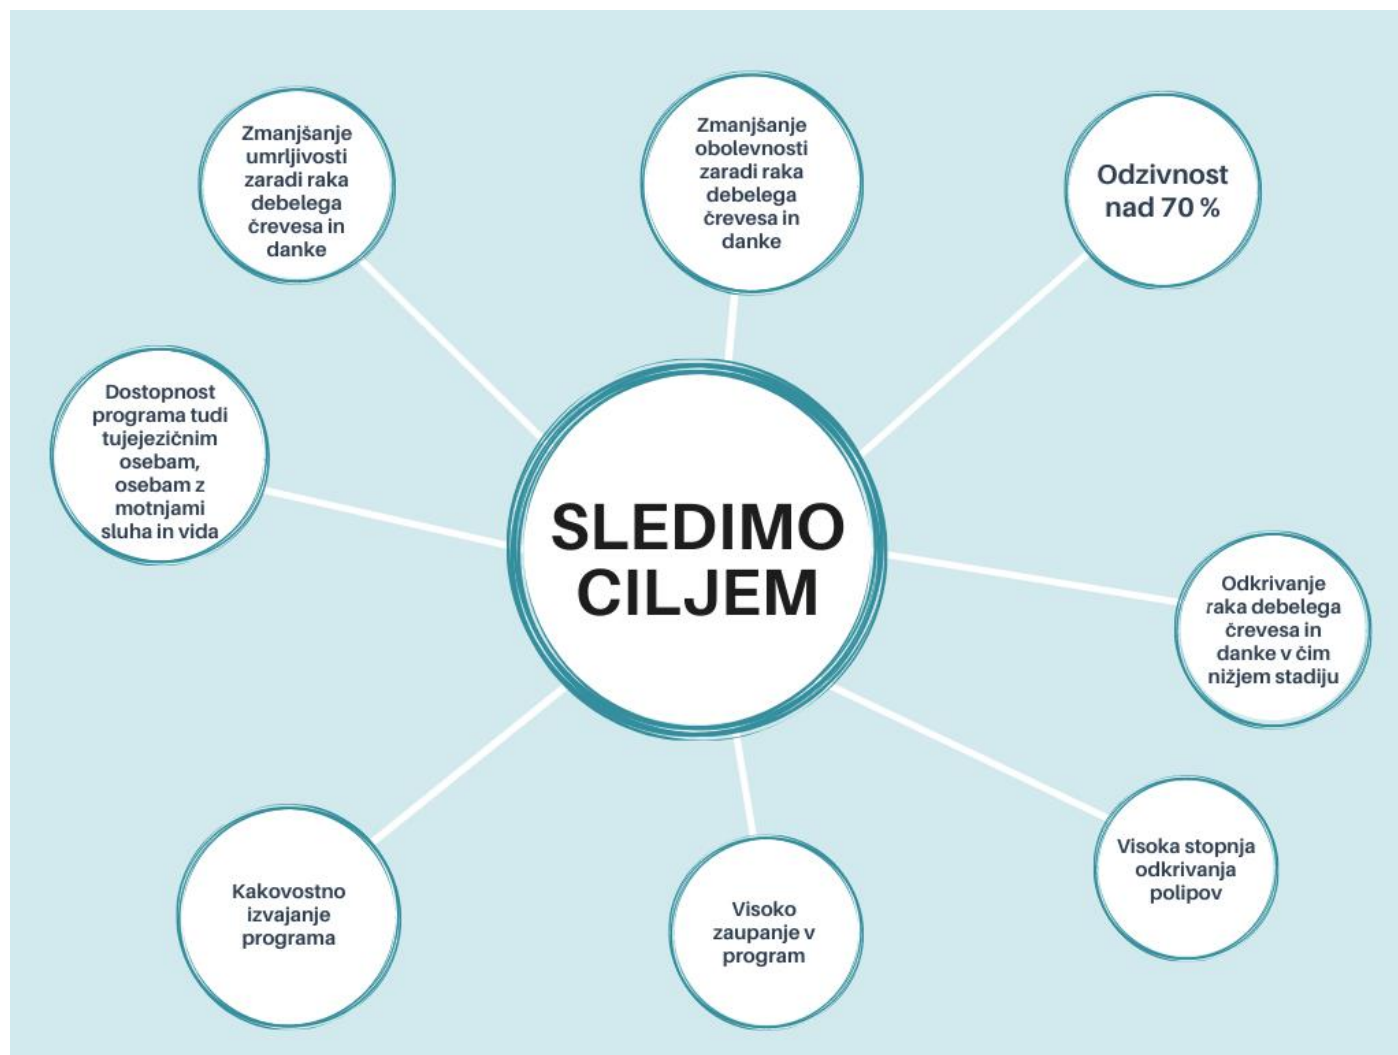 Zmanjšanje
umrljivosti
zaradi raka
debelega
črevesa in
danke
Zmanjšanje
obolevnosti
zaradi raka
debelega
črevesa in
danke
Odzivnost
nad 70 %
Dostopnost
programa tudi
tujejezičnim
osebam,
osebam z
motnjami
sluha in vida
SLEDIMO
CILJEM
Odkrivanje
raka debelega
črevesa in
danke v čim
nižjem stadiju
Kakovostno
izvajanje
programa
Visoko
zaupanje v
program
Visoka stopnja
odkrivanja
polipov